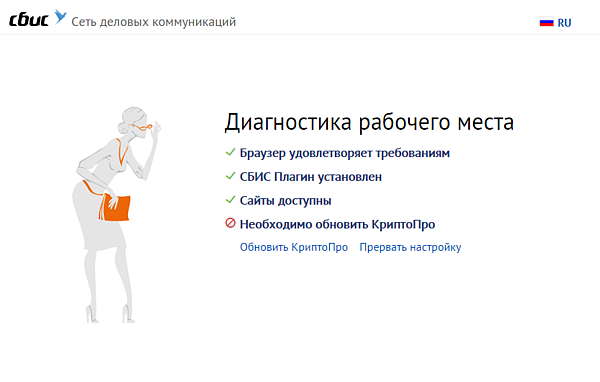 сбис Сеть деловых коммуникаций
RU
Диагностика рабочего места
Браузер удовлетворяет требованиям
СБИС Плагин установлен
Сайты доступны
Необходимо обновить КриптоПро
Обновить КриптоПро Прервать настройку